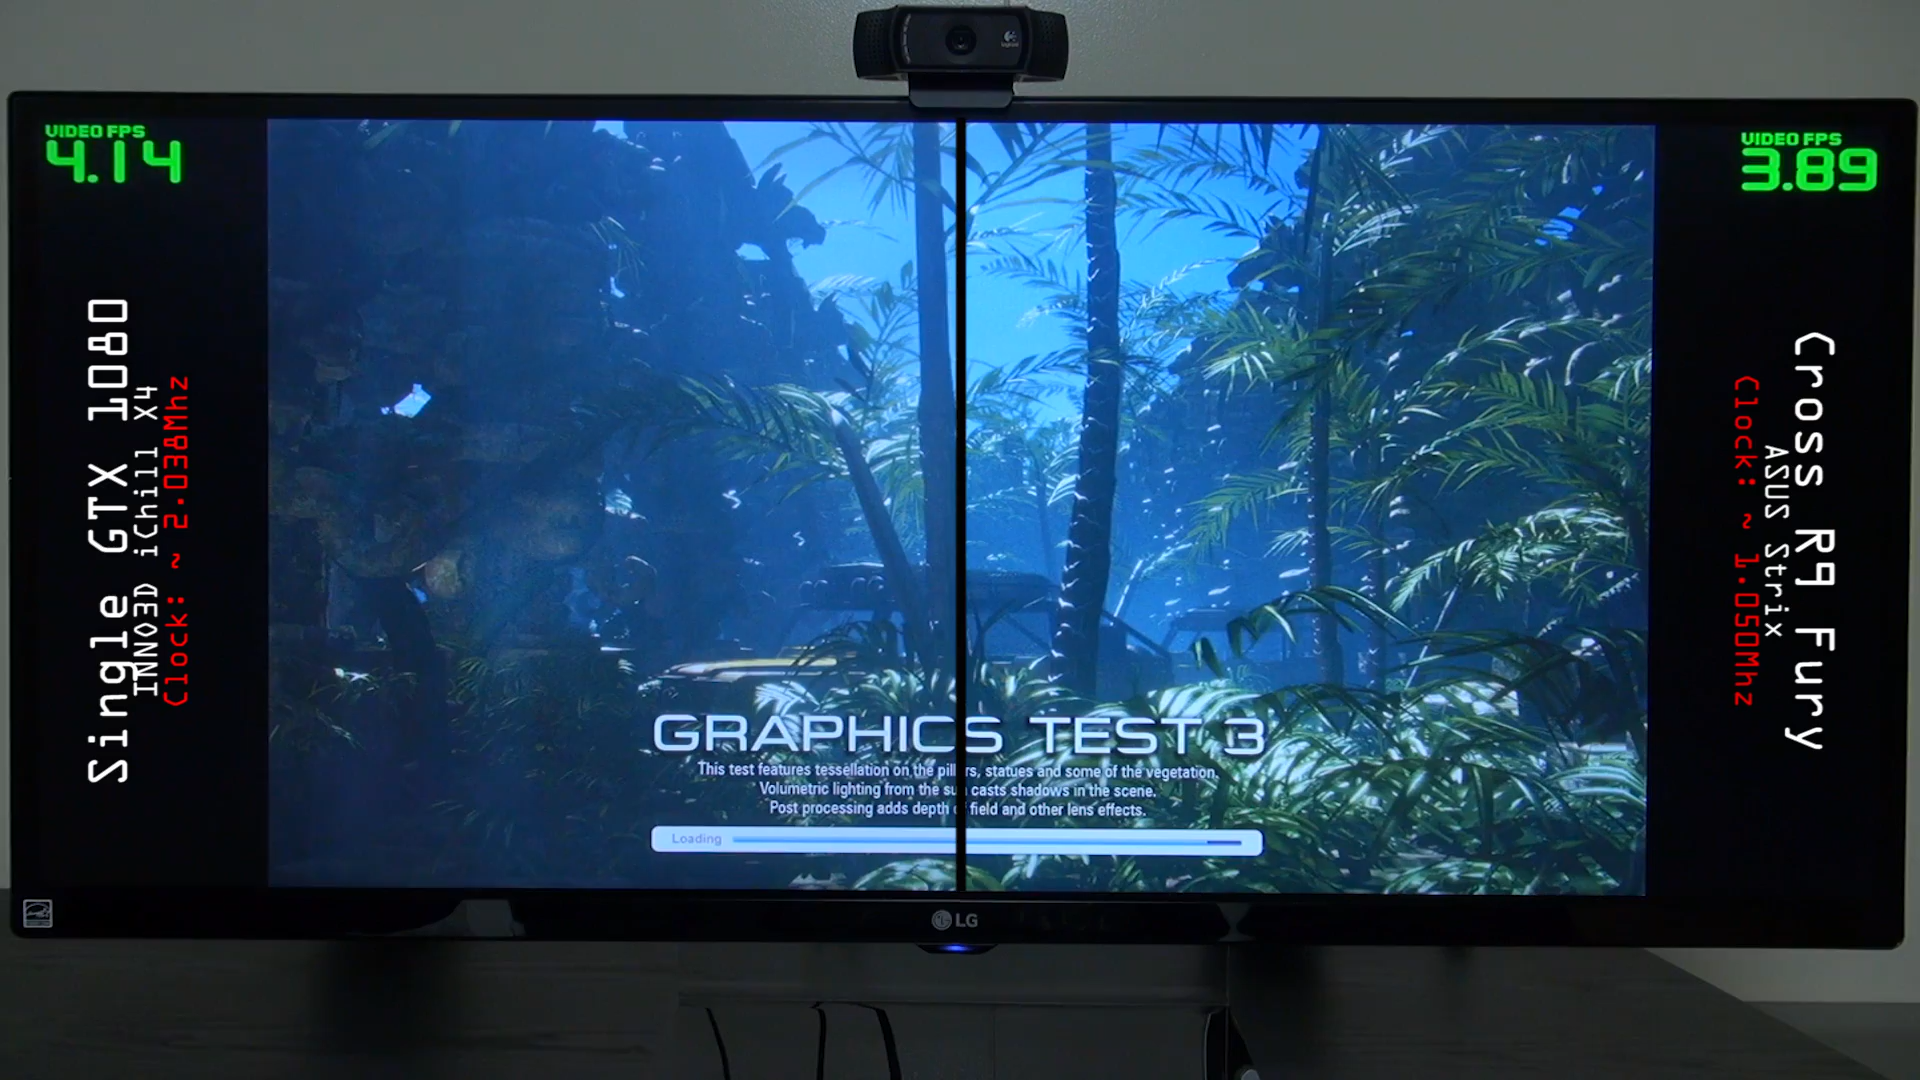 VIDEO FPS
4.14
VIDEO FPS
3.89
Single GTX 1080
INNO3D iChill X4
Clock: ~ 2.038Mhz
Cross R9 Fury
ASUS Strix
Clock: ~ 1.050Mhz
GRAPHICS TEST 3
This test features tessellation on the pillars, statues and some of the vegetation.
Volumetric lighting from the sun casts shadows in the scene.
Post processing adds depth of field and other lens effects.
Loading
LG